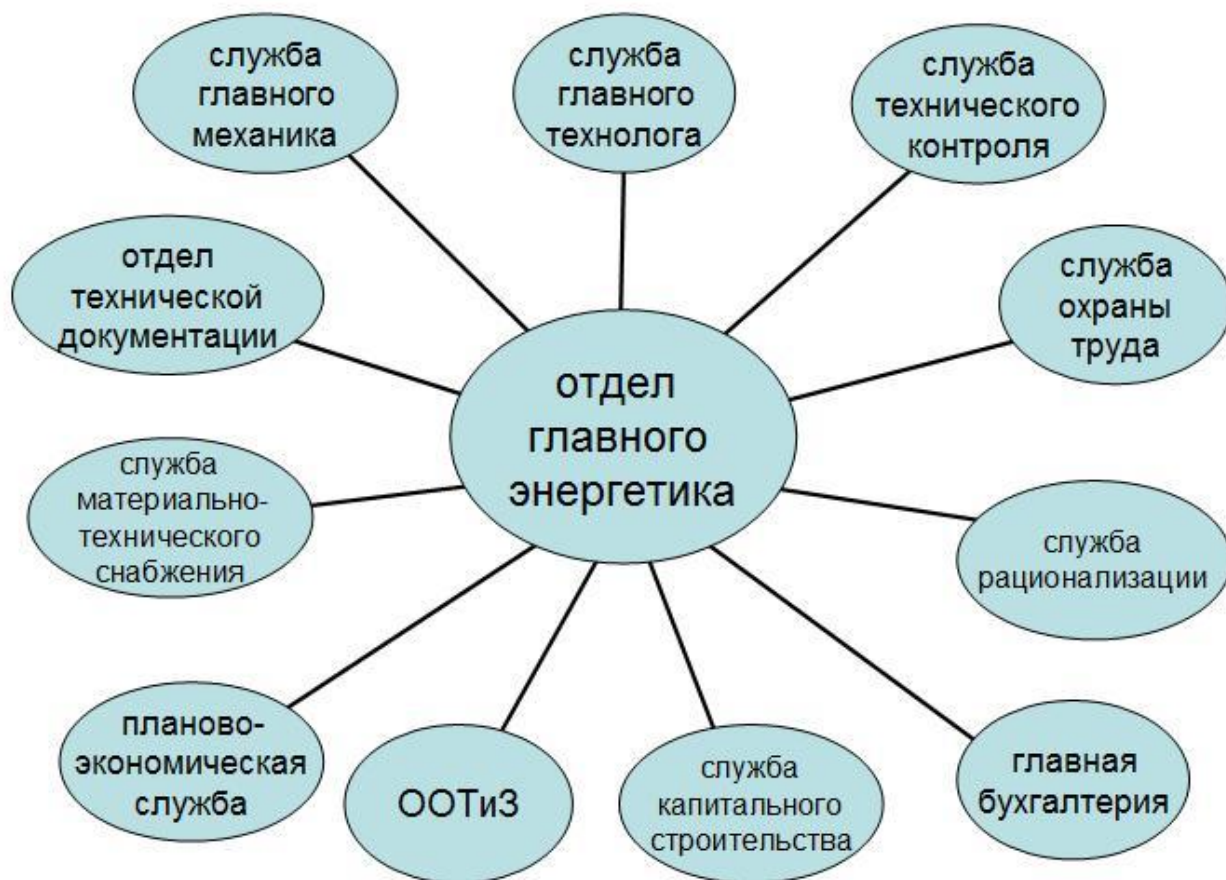 служба
главного
механика
служба
главного
технолога
служба
технического
контроля
отдел
технической
документации
служба
охраны
труда
отдел
главного
энергетика
служба
материально-
технического
снабжения
служба
рационализации
планово-
экономическая
служба
ООТиЗ
служба
капитального
строительства
главная
бухгалтерия